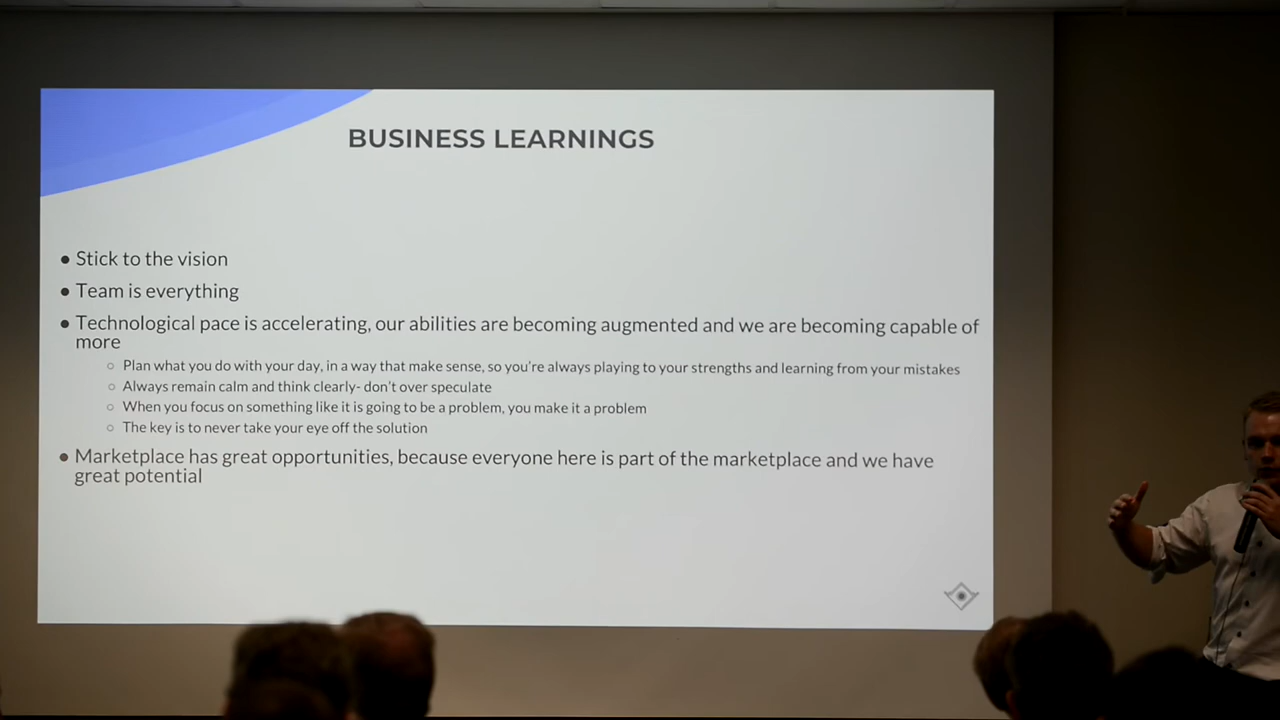 BUSINESS LEARNINGS
● Stick to the vision
● Team is everything
● Technological pace is accelerating, our abilities are becoming augmented and we are becoming capable of
more
○ Plan what you do with your day, in a way that make sense, so you're always playing to your strengths and learning from your mistakes
○ Always remain calm and think clearly- don't over speculate
○ When you focus on something like it is going to be a problem, you make it a problem
○ The key is to never take your eye off the solution
● Marketplace has great opportunities, because everyone here is part of the marketplace and we have
great potential